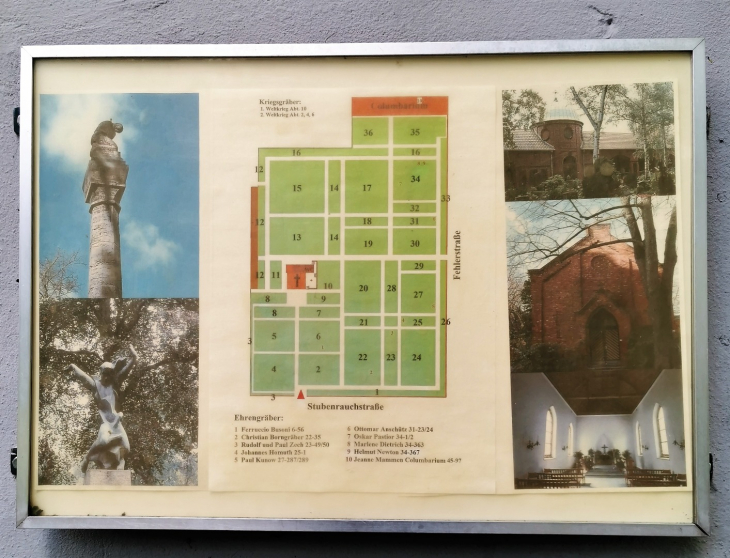 Kriegsgräber:
1. Weltkrieg Abt. 10
2. Weltkrieg Abt. 2, 4, 6
Columbarium
36
35
16
16
12
15
14
17
34
33
32
12
18
31
13
14
19
30
Fehlerstraße
29
12
11
10
20
28
27
8
9
8
7
21
25
26
5
6
3
22
23
24
4
2
3
1
Stubenrauchstraße
Ehrengräber:
1 Ferruccio Busoni 6-56
2 Christian Borngräber 22-35
3 Rudolf und Paul Zech 23-49/50
4 Johannes Homuth 25-1
5 Paul Kunow 27-287/289
6 Ottomar Anschütz 31-23/24
7 Oskar Pastior 34-1/2
8 Marlene Dietrich 34-363
9 Helmut Newton 34-367
10 Jeanne Mammen Columbarium 45-97